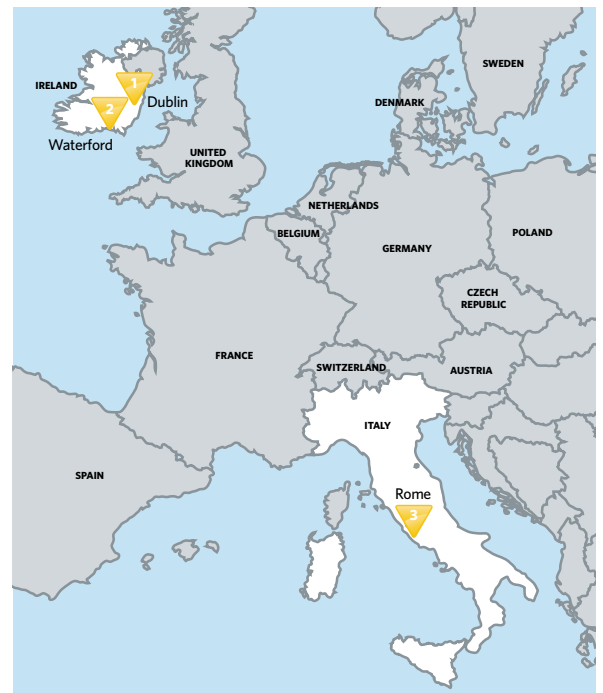 SWEDEN
IRELAND
1
DENMARK
Dublin
2
Waterford
UNITED
KINGDOM
NETHERLANDS
BELGIUM
POLAND
GERMANY
CZECH
REPUBLIC
FRANCE
SWITZERLAND
AUSTRIA
ITALY
SPAIN
Rome
3